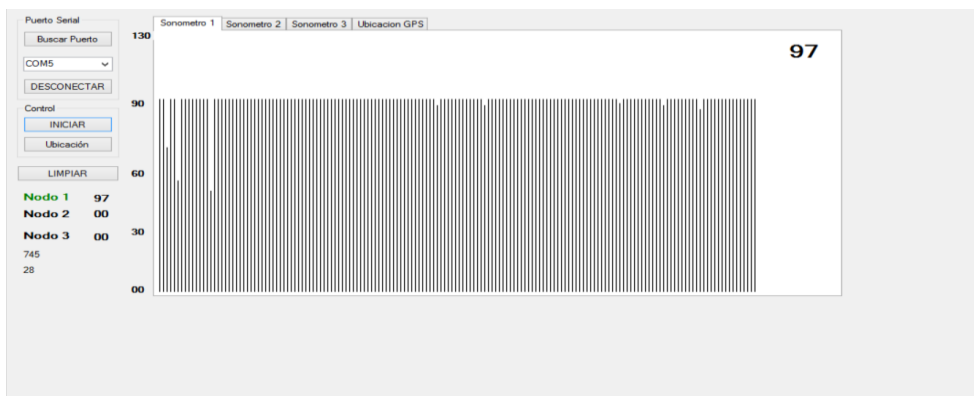 Puerto Serial
Buscar Puerto
COM5
DESCONECTAR
Control
INICIAR
Ubicación
LIMPIAR
Nodo 1 97
Nodo 2 00
Nodo 3 00
745
28
Sonometro 1 Sonometro 2 Sonometro 3 Ubicacion GPS
130
97
90
60
30
00